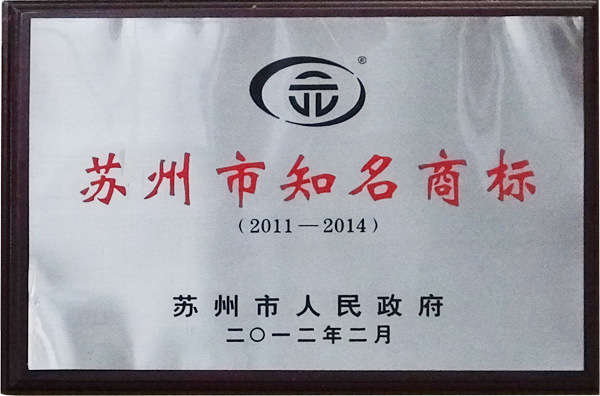 ®
苏州市知名商标
(2011—2014)
苏州市人民政府
二〇一二年二月